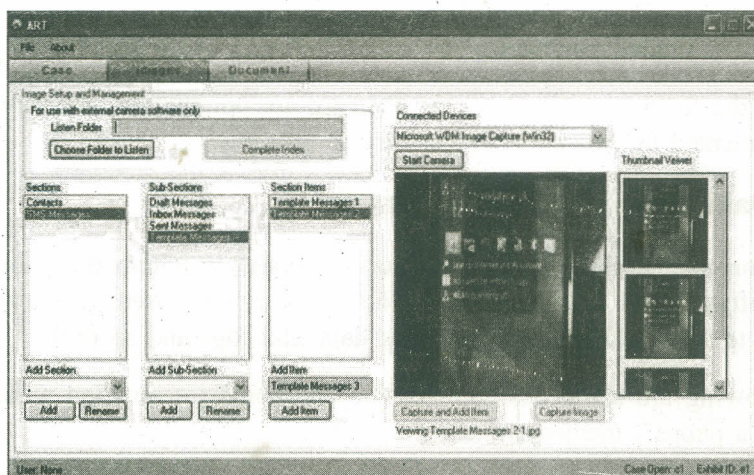 ART
File About
Case Images Document
Image Setup and Management
For use with external camera software only
Listen Folder
Choose Folder to Listen Complete Index
Connected Devices
Microsoft WDM Image Capture (Win32)
Start Camera
Thumbnail Viewer
Sections Sub-Sections Section Items
Contacts
SMS Messages
Draft Messages
Inbox Messages
Sent Messages
Template Messages
Template Messages 1
Template Messages 2
Add Section Add Sub-Section Add Item
Template Messages 3
Add Rename Add Rename Add Item
Capture and Add Item Capture Image
Viewing Template Messages 2-1.jpg
User: None Case Open: c1 Exhibit ID: e1